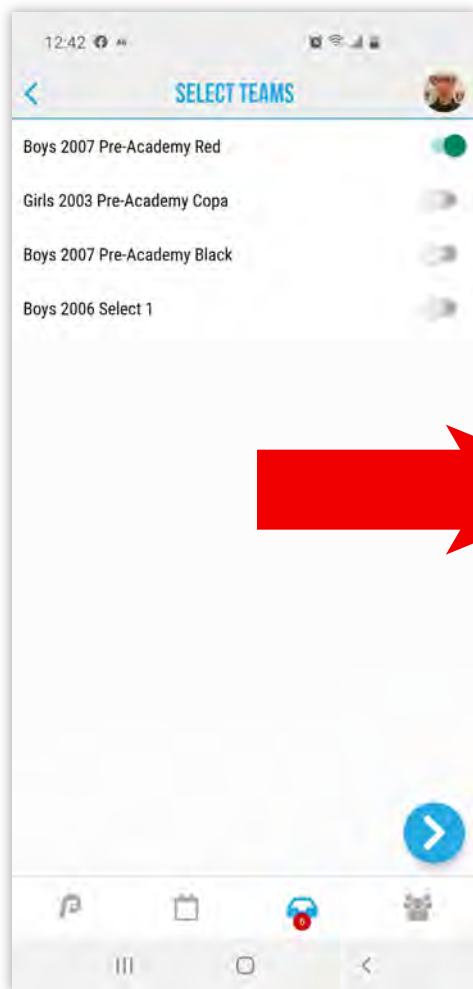 12:42
SELECT TEAMS
Boys 2007 Pre-Academy Red
Girls 2003 Pre-Academy Copa
Boys 2007 Pre-Academy Black
Boys 2006 Select 1
6